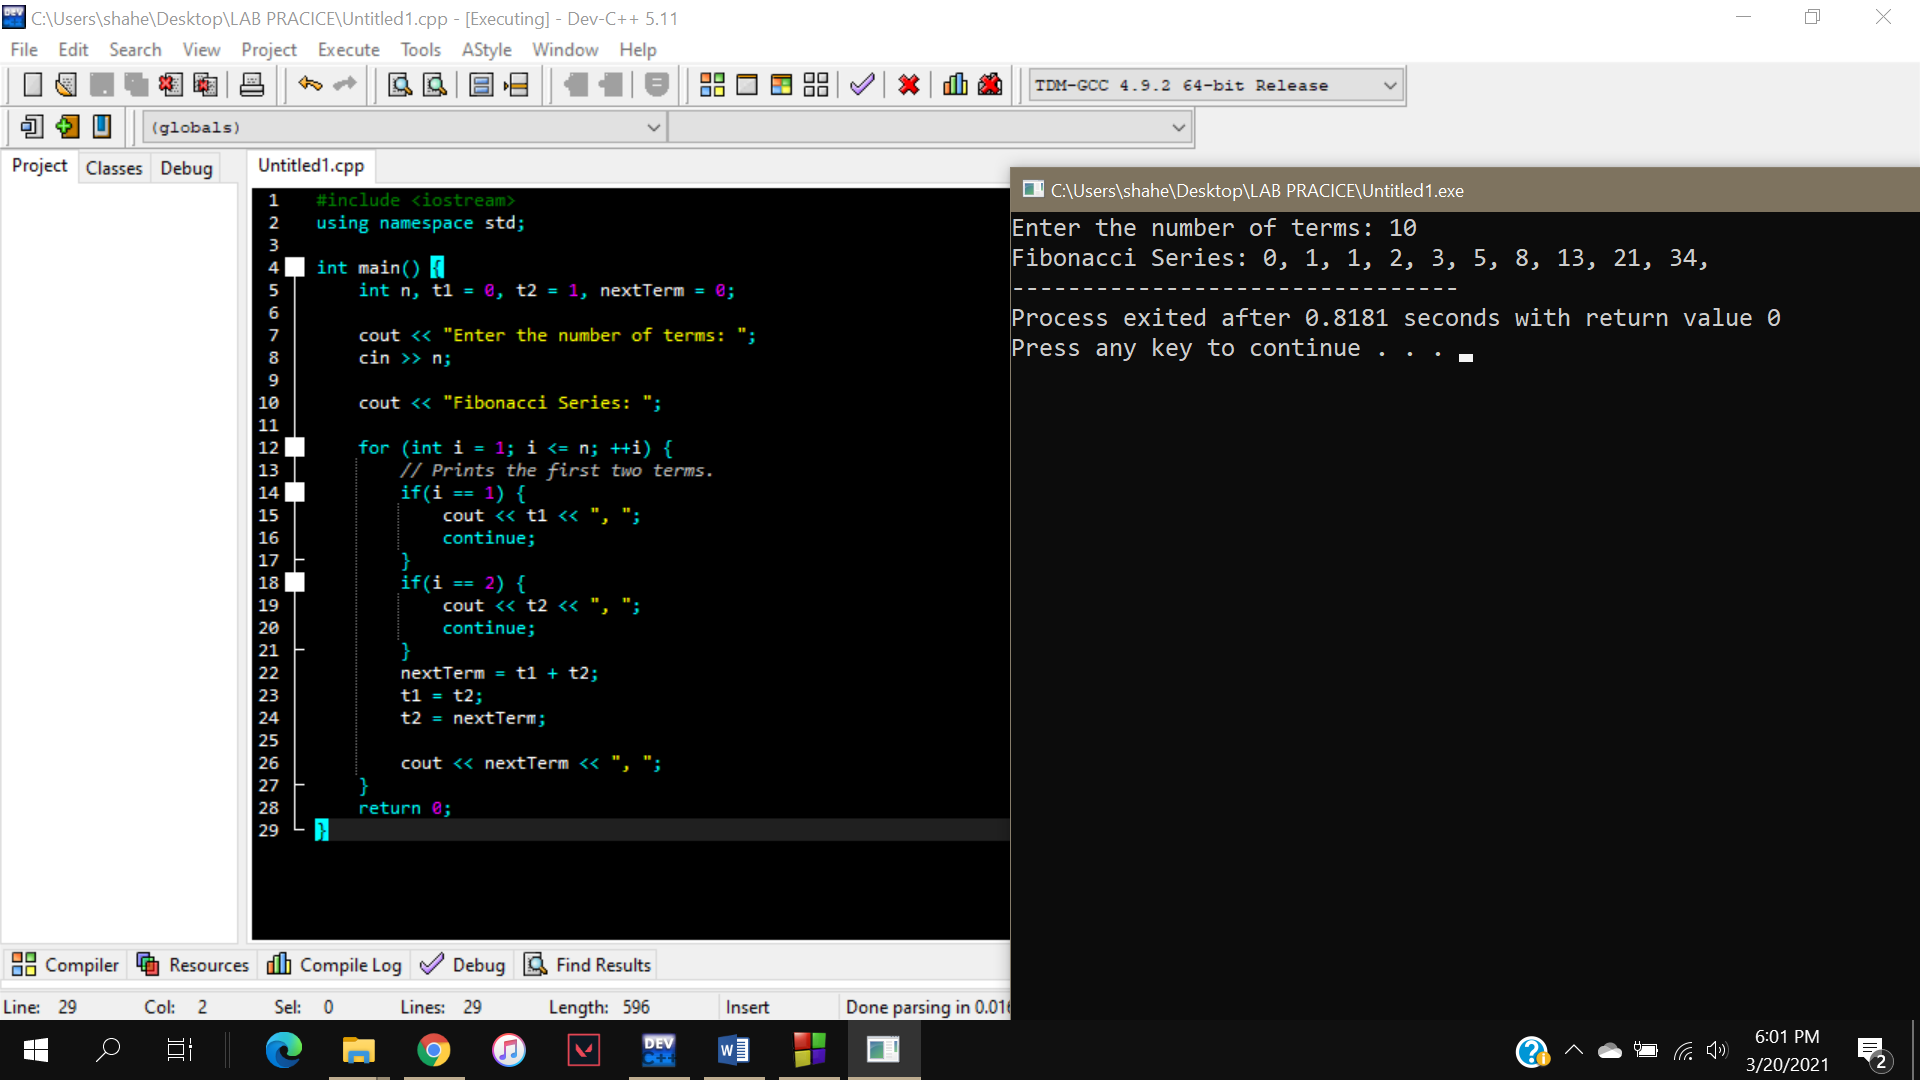 C:\Users\shahe\Desktop\LAB PRACICE\Untitled1.cpp - [Executing] - Dev-C++ 5.11
File Edit Search View Project Execute Tools AStyle Window Help
TDM-GCC 4.9.2 64-bit Release
(globals)
Project Classes Debug
Untitled1.cpp
1 #include <iostream>
2 using namespace std;
3
4 int main() {
5 int n, t1 = 0, t2 = 1, nextTerm = 0;
6
7 cout << "Enter the number of terms: ";
8 cin >> n;
9
10 cout << "Fibonacci Series: ";
11
12 for (int i = 1; i <= n; ++i) {
13 // Prints the first two terms.
14 if(i == 1) {
15 cout << t1 << ", ";
16 continue;
17 }
18 if(i == 2) {
19 cout << t2 << ", ";
20 continue;
21 }
22 nextTerm = t1 + t2;
23 t1 = t2;
24 t2 = nextTerm;
25
26 cout << nextTerm << ", ";
27 }
28 return 0;
29 }
C:\Users\shahe\Desktop\LAB PRACICE\Untitled1.exe
Enter the number of terms: 10
Fibonacci Series: 0, 1, 1, 2, 3, 5, 8, 13, 21, 34,
--------------------------------
Process exited after 0.8181 seconds with return value 0
Press any key to continue . . .
Compiler Resources Compile Log Debug Find Results
Line: 29 Col: 2 Sel: 0 Lines: 29 Length: 596 Insert Done parsing in 0.016
DEV C++
6:01 PM
3/20/2021
2